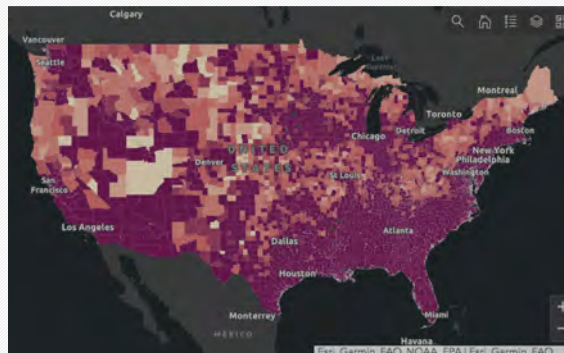 Calgary
Vancouver
Seattle
Montreal
Toronto
Chicago
Detroit
Boston
New York
Philadelphia
UNITED
STATES
Denver
St Louis
Washington
San
Francisco
Los Angeles
Atlanta
Dallas
Houston
Monterrey
Miami
MÉXICO
Havana
Esri, Garmin, FAO, NOAA, EPA | Esri, Garmin, FAO,